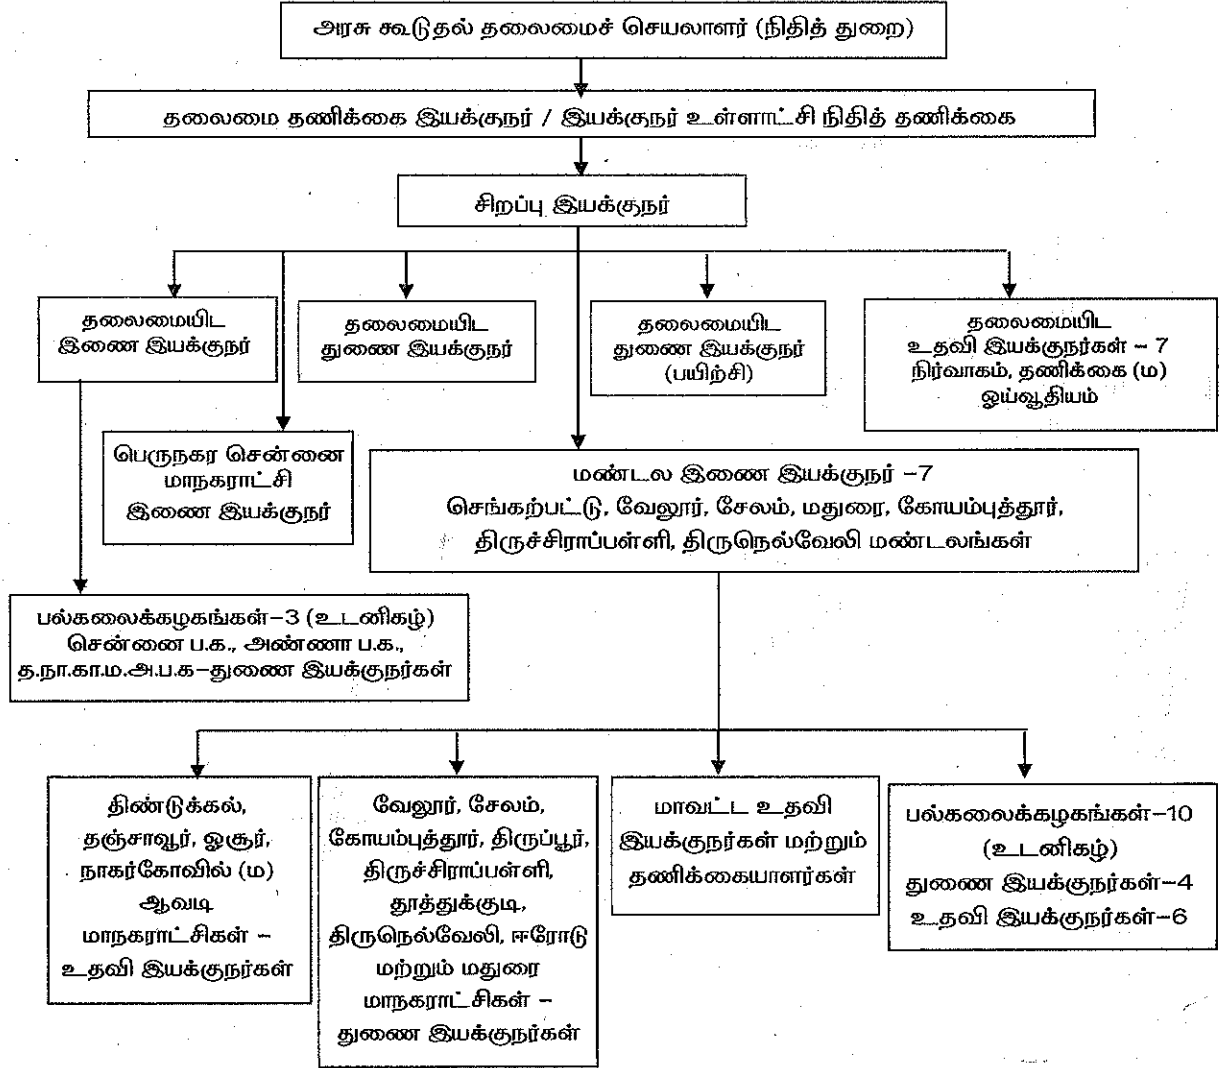 அரசு கூடுதல் தலைமைச் செயலாளர் (நிதித் துறை)
தலைமை தணிக்கை இயக்குநர் / இயக்குநர் உள்ளாட்சி நிதித் தணிக்கை
சிறப்பு இயக்குநர்
தலைமையிட
இணை இயக்குநர்
தலைமையிட
துணை இயக்குநர்
தலைமையிட
துணை இயக்குநர்
(பயிற்சி)
தலைமையிட
உதவி இயக்குநர்கள் – 7
நிர்வாகம், தணிக்கை (ம)
ஓய்வூதியம்
பெருநகர சென்னை
மாநகராட்சி
இணை இயக்குநர்
மண்டல இணை இயக்குநர் –7
செங்கற்பட்டு, வேலூர், சேலம், மதுரை, கோயம்புத்தூர்,
திருச்சிராப்பள்ளி, திருநெல்வேலி மண்டலங்கள்
பல்கலைக்கழகங்கள்–3 (உடனிகழ்)
சென்னை ப.க., அண்ணா ப.க.,
த.நா.கா.ம.அ.ப.க–துணை இயக்குநர்கள்
திண்டுக்கல்,
தஞ்சாவூர், ஓசூர்,
நாகர்கோவில் (ம)
ஆவடி
மாநகராட்சிகள் –
உதவி இயக்குநர்கள்
வேலூர், சேலம்,
கோயம்புத்தூர், திருப்பூர்,
திருச்சிராப்பள்ளி,
தூத்துக்குடி,
திருநெல்வேலி, ஈரோடு
மற்றும் மதுரை
மாநகராட்சிகள் –
துணை இயக்குநர்கள்
மாவட்ட உதவி
இயக்குநர்கள் மற்றும்
தணிக்கையாளர்கள்
பல்கலைக்கழகங்கள்–10
(உடனிகழ்)
துணை இயக்குநர்கள்–4
உதவி இயக்குநர்கள்–6